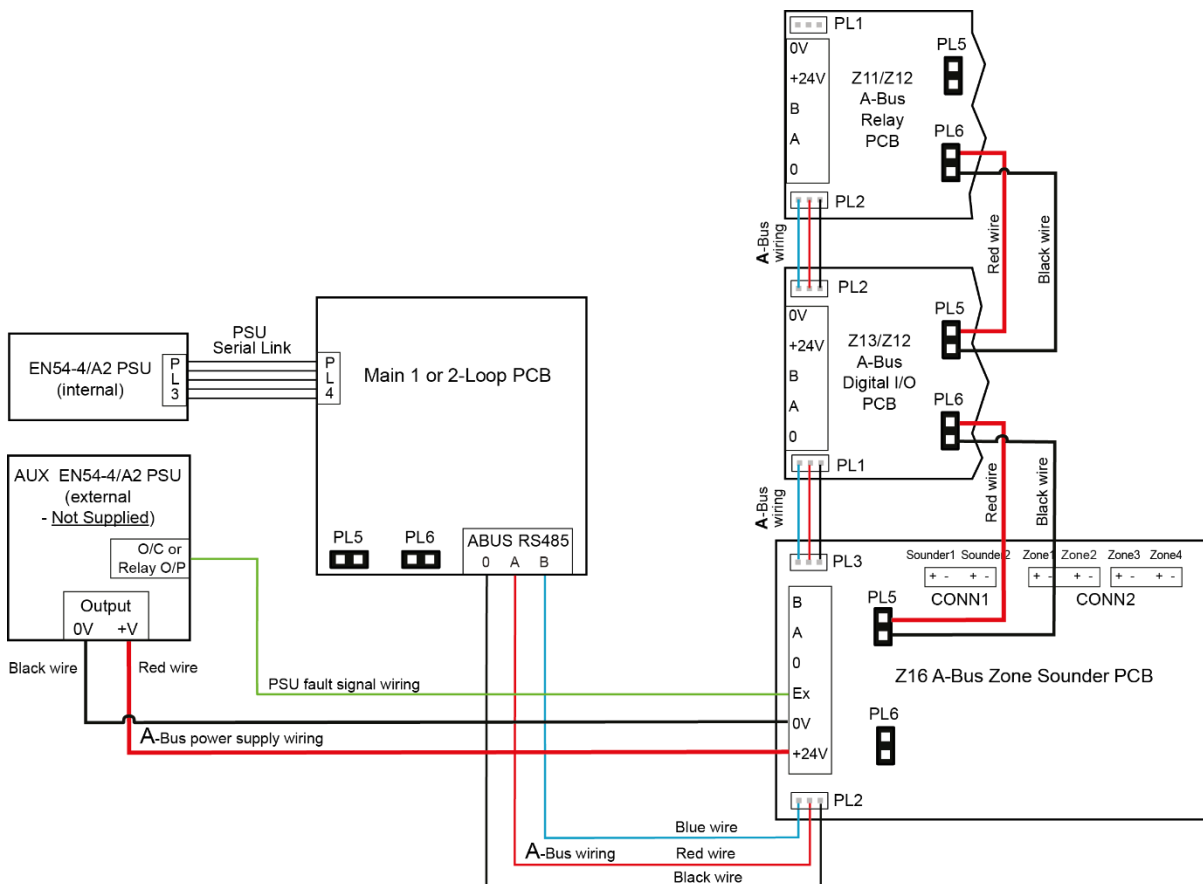 PL1
0V
+24V
B
A
0
Z11/Z12
A-Bus
Relay
PCB
PL5
PL6
PL2
A-Bus
wiring
Red wire
Black wire
PL2
0V
+24V
B
A
0
Z13/Z12
A-Bus
Digital I/O
PCB
PL5
PL6
PL1
A-Bus
wiring
Red wire
Black wire
EN54-4/A2 PSU
(internal)
P
L
3
PSU
Serial Link
P
L
4
Main 1 or 2-Loop PCB
PL5
PL6
ABUS RS485
0 A B
AUX EN54-4/A2 PSU
(external
- Not Supplied)
O/C or
Relay O/P
Output
0V +V
Black wire
Red wire
PSU fault signal wiring
A-Bus power supply wiring
PL3
Sounder1 Sounder2 Zone1 Zone2 Zone3 Zone4
+ - + - + - + - + - + -
CONN1 CONN2
B
A
0
Ex
0V
+24V
PL5
Z16 A-Bus Zone Sounder PCB
PL6
PL2
Blue wire
A-Bus wiring
Red wire
Black wire